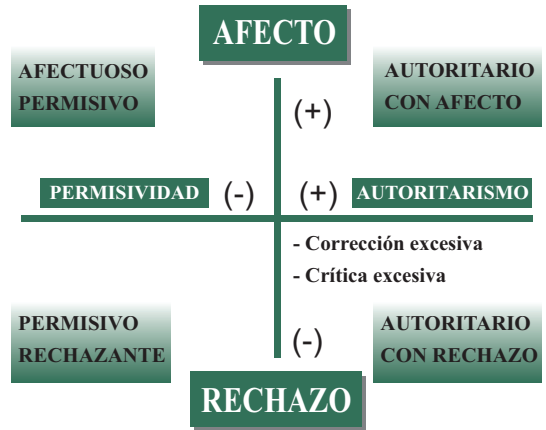 AFECTO
AFECTUOSO
PERMISIVO
AUTORITARIO
CON AFECTO
(+)
PERMISIVIDAD (-) (+) AUTORITARISMO
- Corrección excesiva
- Crítica excesiva
PERMISIVO
RECHAZANTE
(-)
AUTORITARIO
CON RECHAZO
RECHAZO